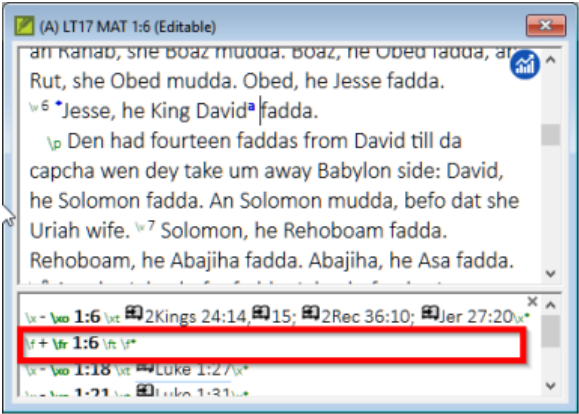 (A) LT17 MAT 1:6 (Editable)
an Rahab, she Boaz mudda. Boaz, he Obed fadda, an
Rut, she Obed mudda. Obed, he Jesse fadda.
\v 6 *Jesse, he King Davidᵃ fadda.
\p Den had fourteen faddas from David till da
capcha wen dey take um away Babylon side: David,
he Solomon fadda. An Solomon mudda, befo dat she
Uriah wife. \v 7 Solomon, he Rehoboam fadda.
Rehoboam, he Abajiha fadda. Abajiha, he Asa fadda.
\x - \xo 1:6 \xt 2Kings 24:14, 15; 2Rec 36:10; Jer 27:20\x*
\f + \fr 1:6 \ft \f*
\x - \xo 1:18 \xt Luke 1:27\x*
\x - \xo 1:21 \xt Luke 1:31\x*